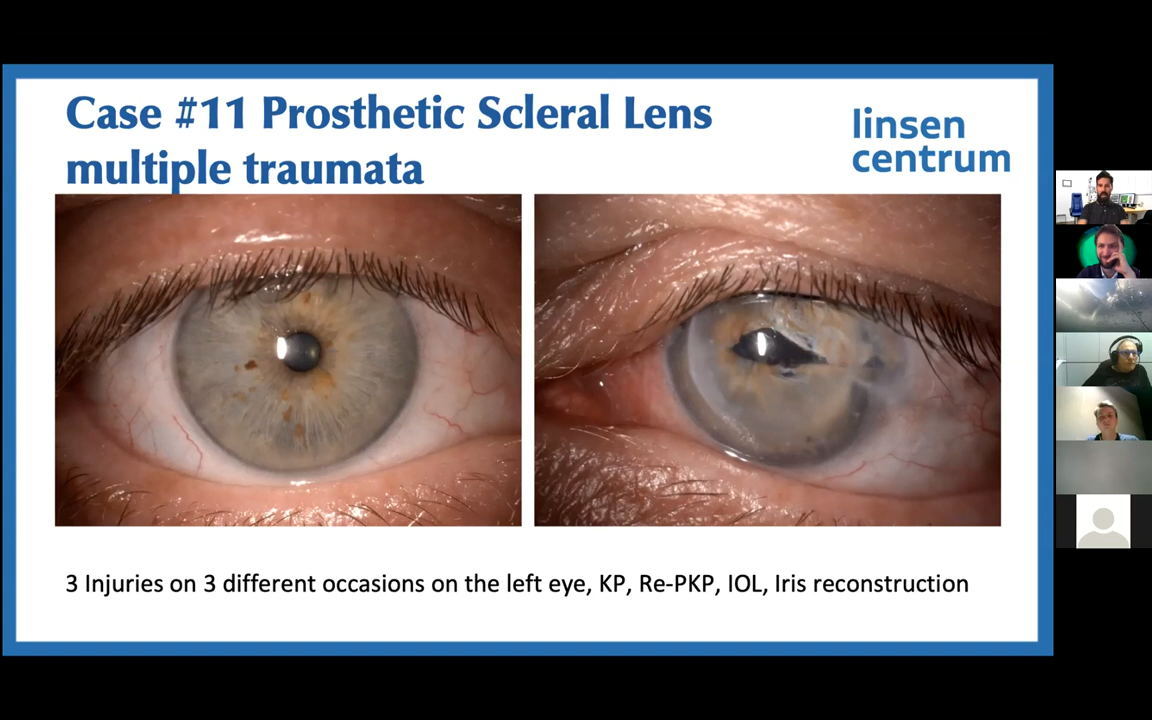 Case #11 Prosthetic Scleral Lens
multiple traumata
linsen
centrum
3 Injuries on 3 different occasions on the left eye, KP, Re-PKP, IOL, Iris reconstruction